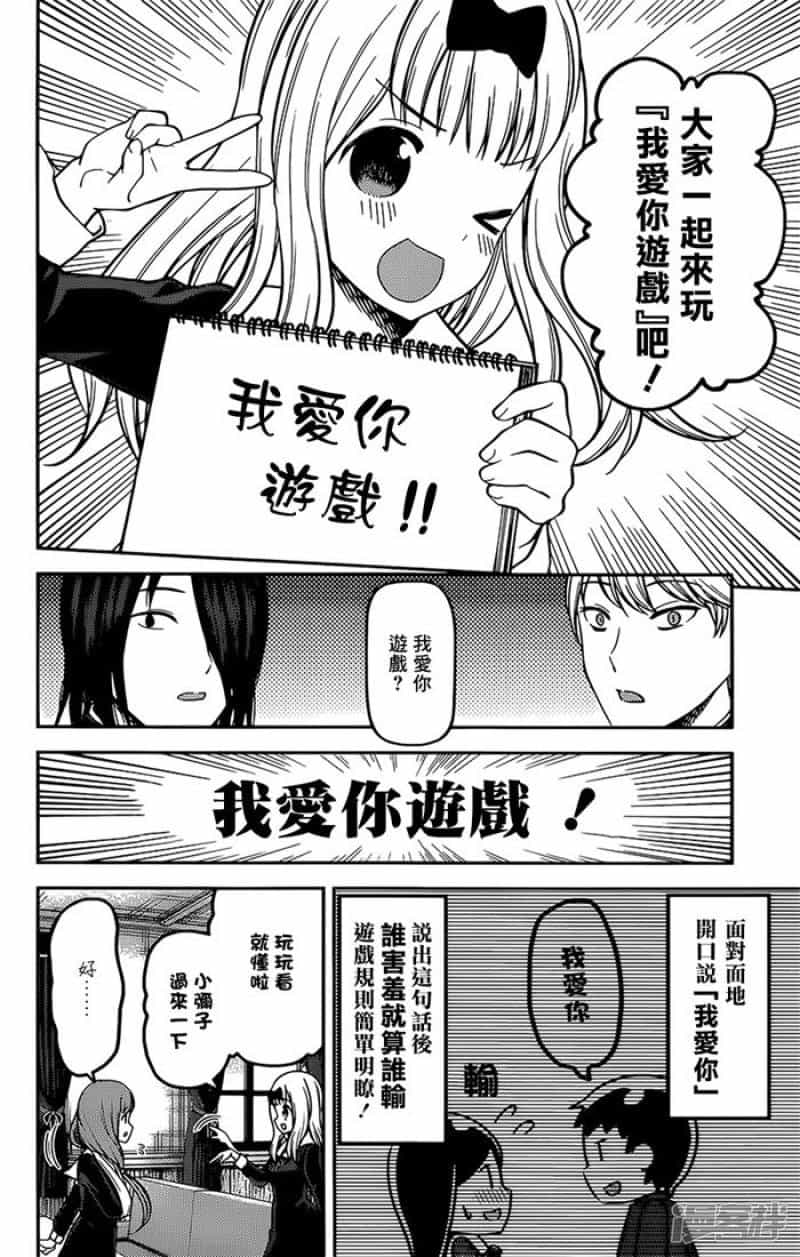 大家一起來玩
『我愛你遊戲』吧！
我愛你
遊戲!!
我愛你
遊戲？
我愛你遊戲！
面對面地
開口說「我愛你」
我愛你
輸
說出這句話後
誰害羞就算誰輸
遊戲規則簡單明瞭！
玩玩看
就懂啦
小彌子
過來一下
好……
漫客栈